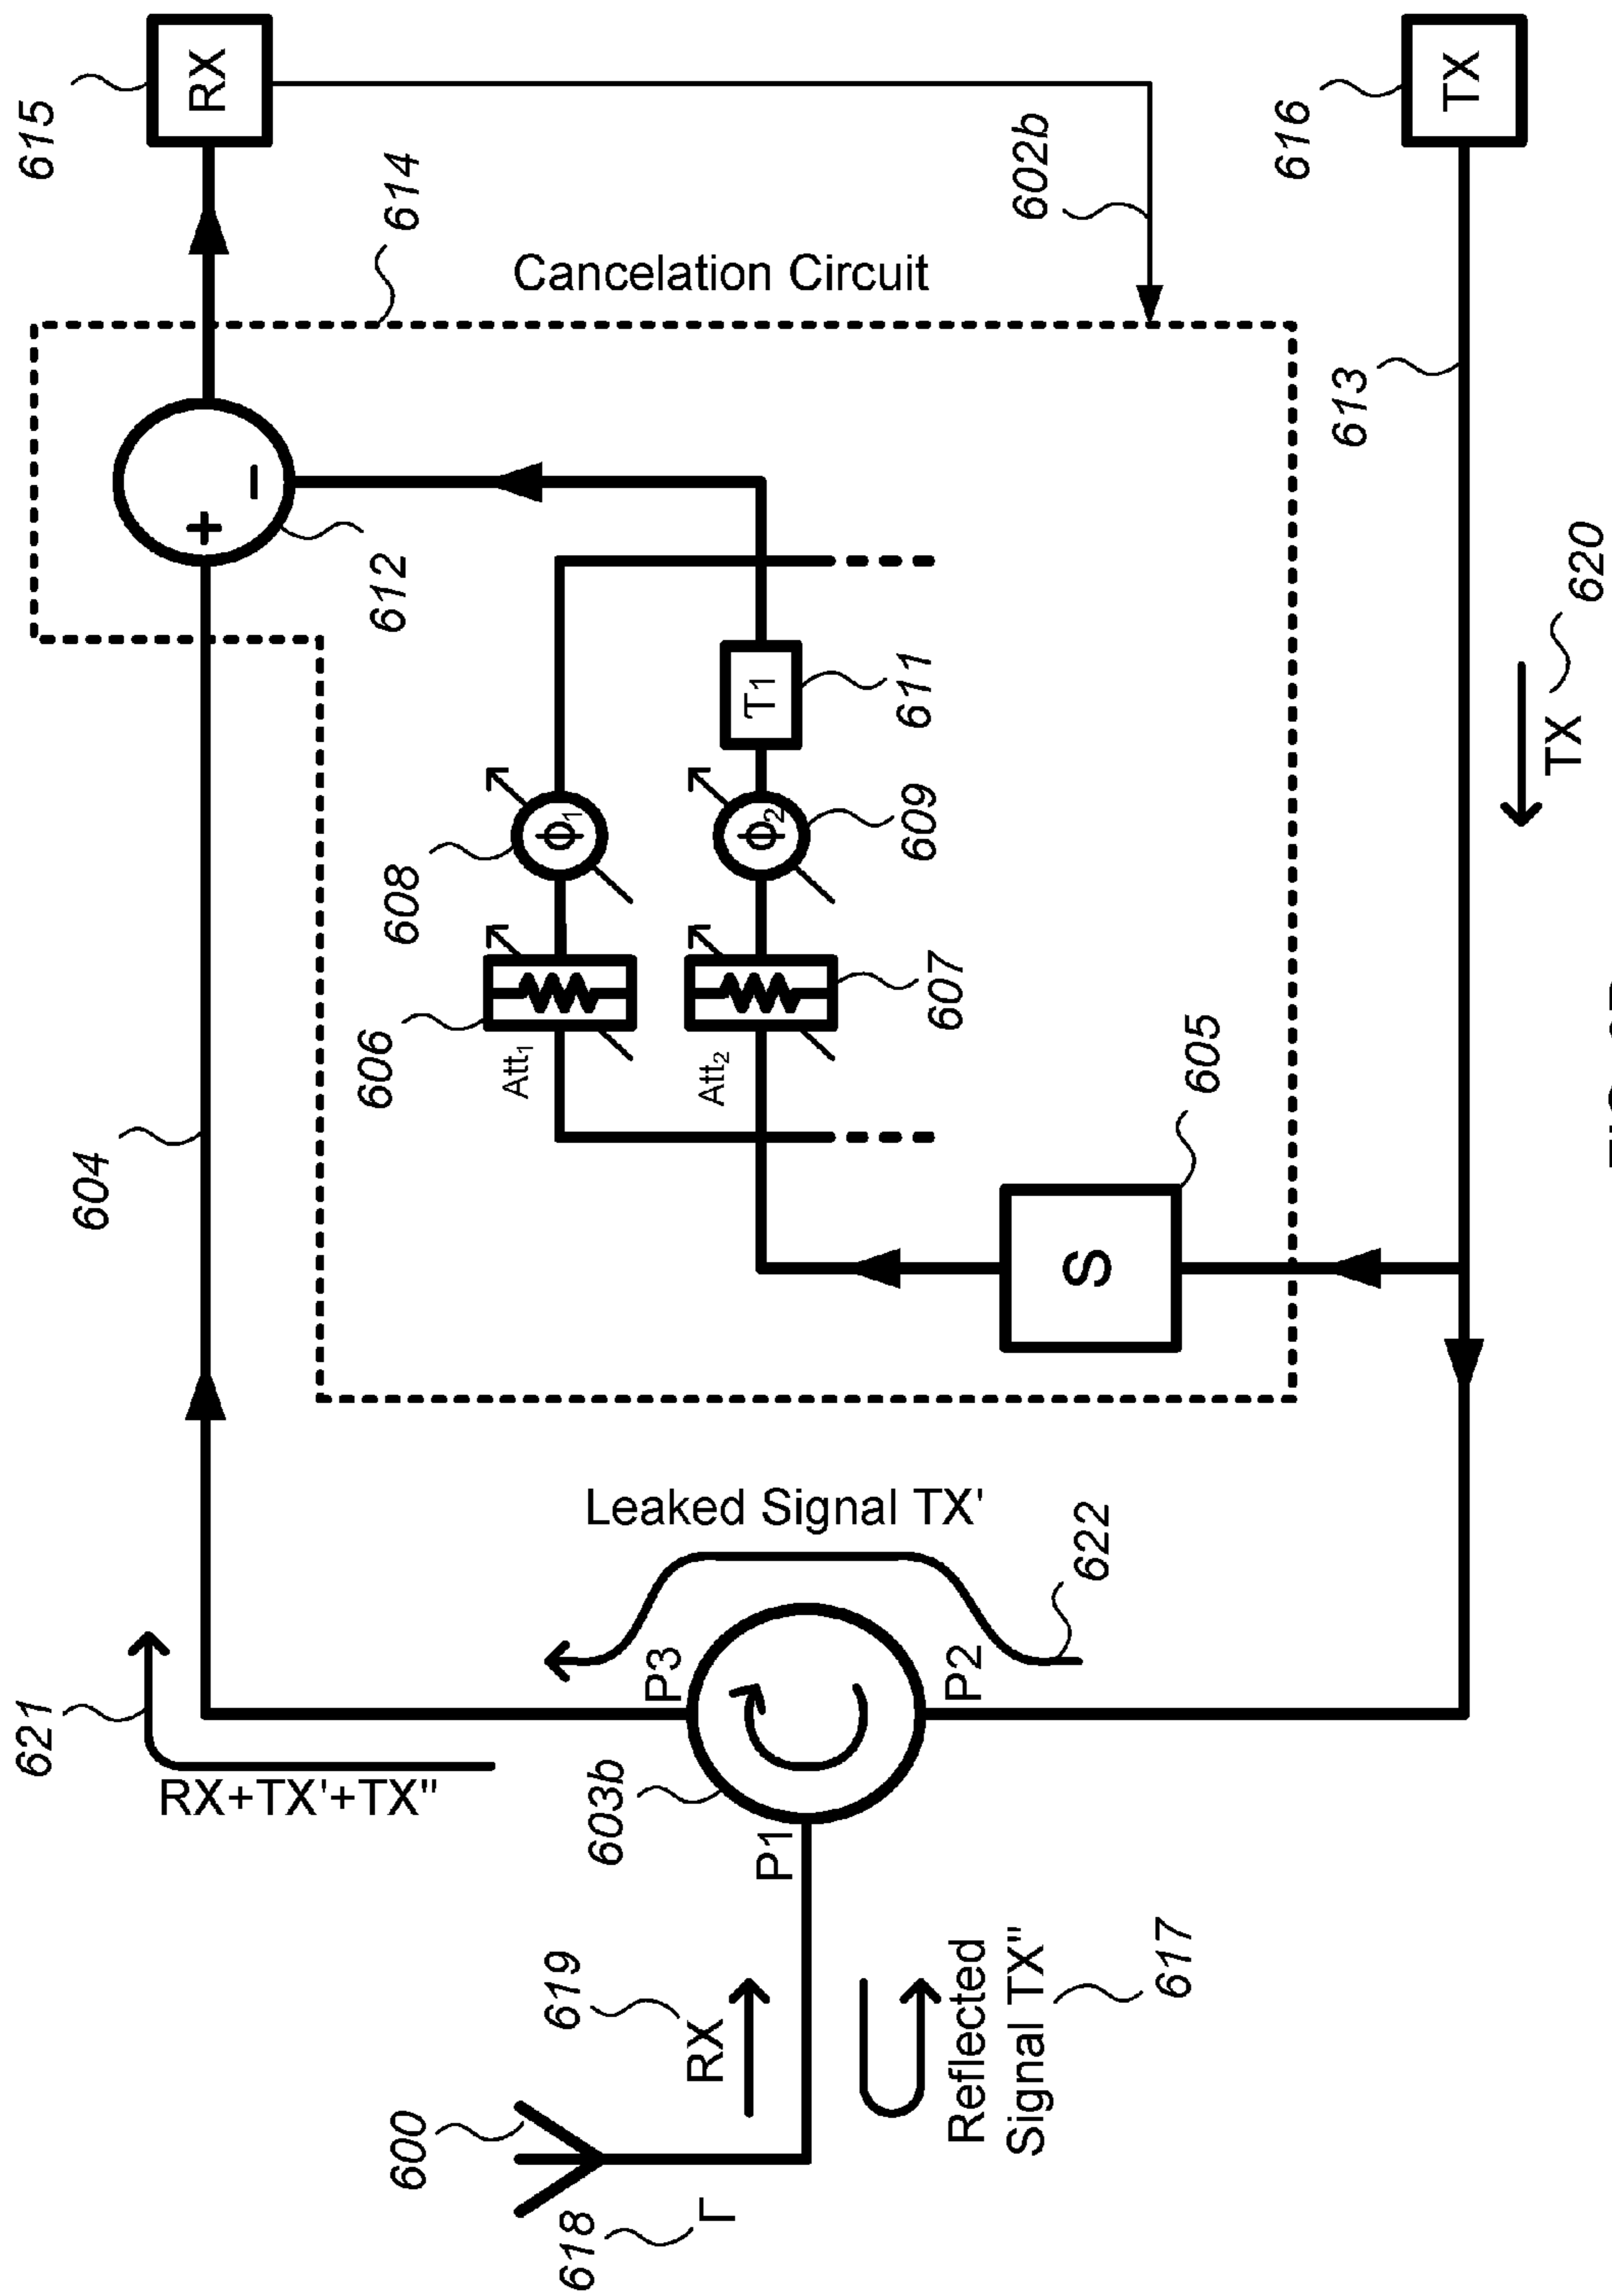 621
615
604
RX+TX'+TX"
RX
614
600
612
606
608
618
619
Cancelation Circuit
603b
P3
Leaked Signal TX'
Att₁
ϕ₁
+
−
Γ
RX
P1
Att₂
ϕ₂
T1
607
609
611
602b
Reflected
Signal TX"
P2
622
S
605
617
613
616
TX
TX
620